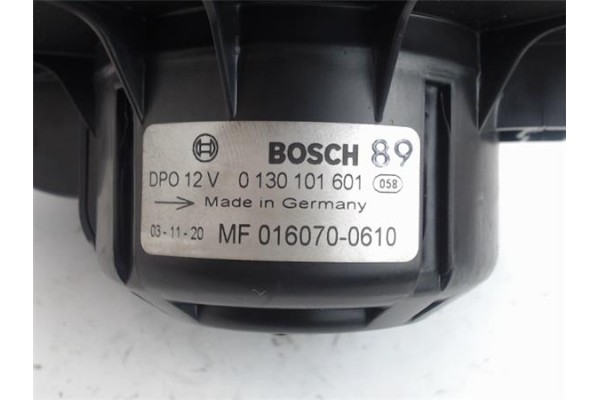 BOSCH 89
DPO 12 V 0 130 101 601 058
Made in Germany
03-11-20 MF 016070-0610